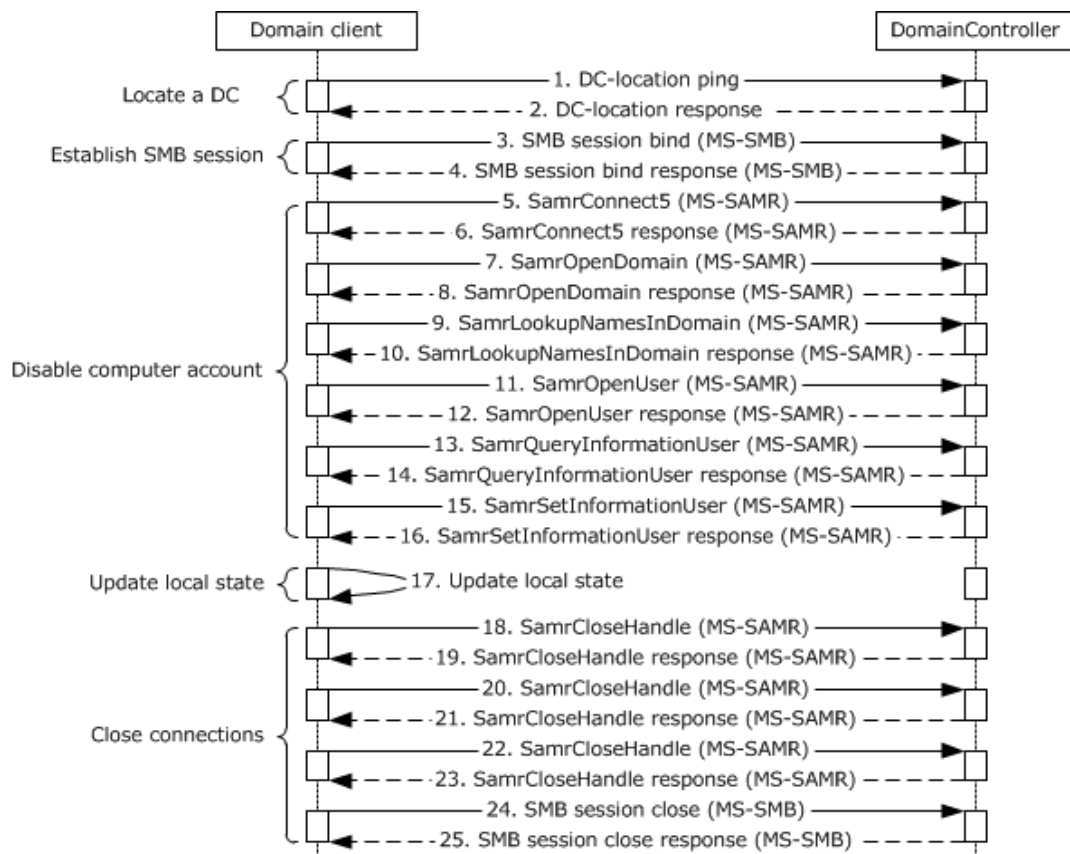 Domain client
DomainController
Locate a DC
1. DC-location ping
2. DC-location response
Establish SMB session
3. SMB session bind (MS-SMB)
4. SMB session bind response (MS-SMB)
Disable computer account
5. SamrConnect5 (MS-SAMR)
6. SamrConnect5 response (MS-SAMR)
7. SamrOpenDomain (MS-SAMR)
8. SamrOpenDomain response (MS-SAMR)
9. SamrLookupNamesInDomain (MS-SAMR)
10. SamrLookupNamesInDomain response (MS-SAMR)
11. SamrOpenUser (MS-SAMR)
12. SamrOpenUser response (MS-SAMR)
13. SamrQueryInformationUser (MS-SAMR)
14. SamrQueryInformationUser response (MS-SAMR)
15. SamrSetInformationUser (MS-SAMR)
16. SamrSetInformationUser response (MS-SAMR)
Update local state
17. Update local state
Close connections
18. SamrCloseHandle (MS-SAMR)
19. SamrCloseHandle response (MS-SAMR)
20. SamrCloseHandle (MS-SAMR)
21. SamrCloseHandle response (MS-SAMR)
22. SamrCloseHandle (MS-SAMR)
23. SamrCloseHandle response (MS-SAMR)
24. SMB session close (MS-SMB)
25. SMB session close response (MS-SMB)